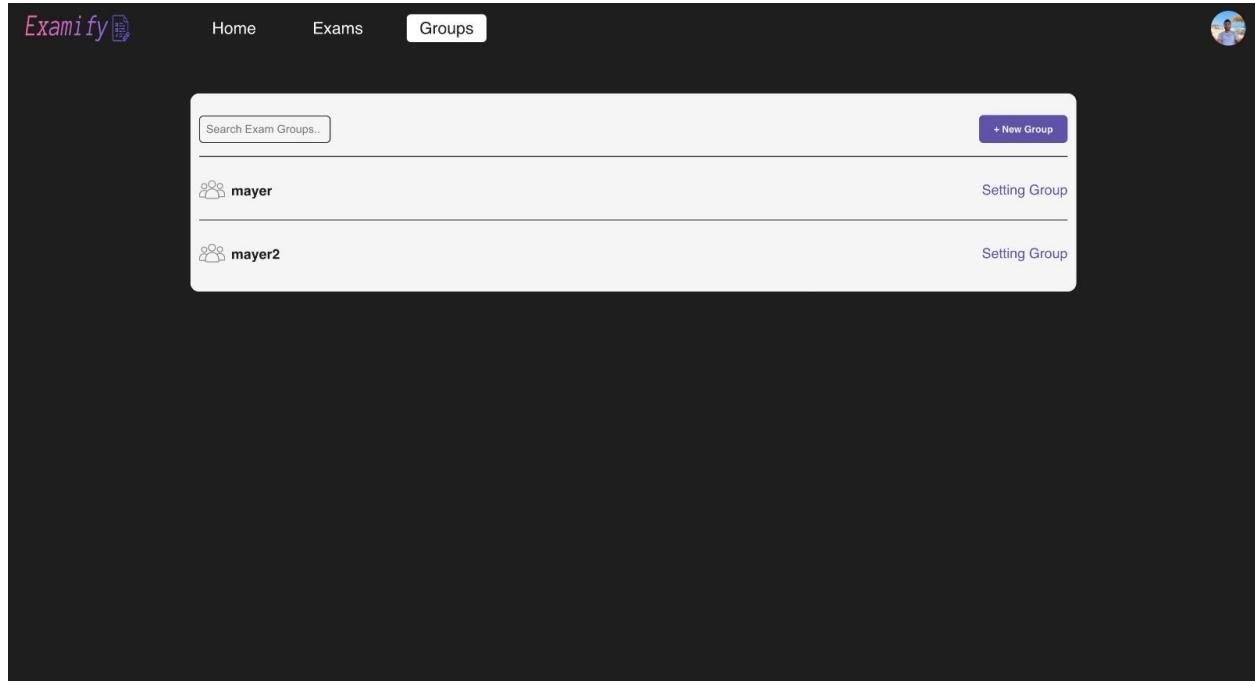 Examify
Home Exams Groups
Search Exam Groups..
+ New Group
mayer Setting Group
mayer2 Setting Group